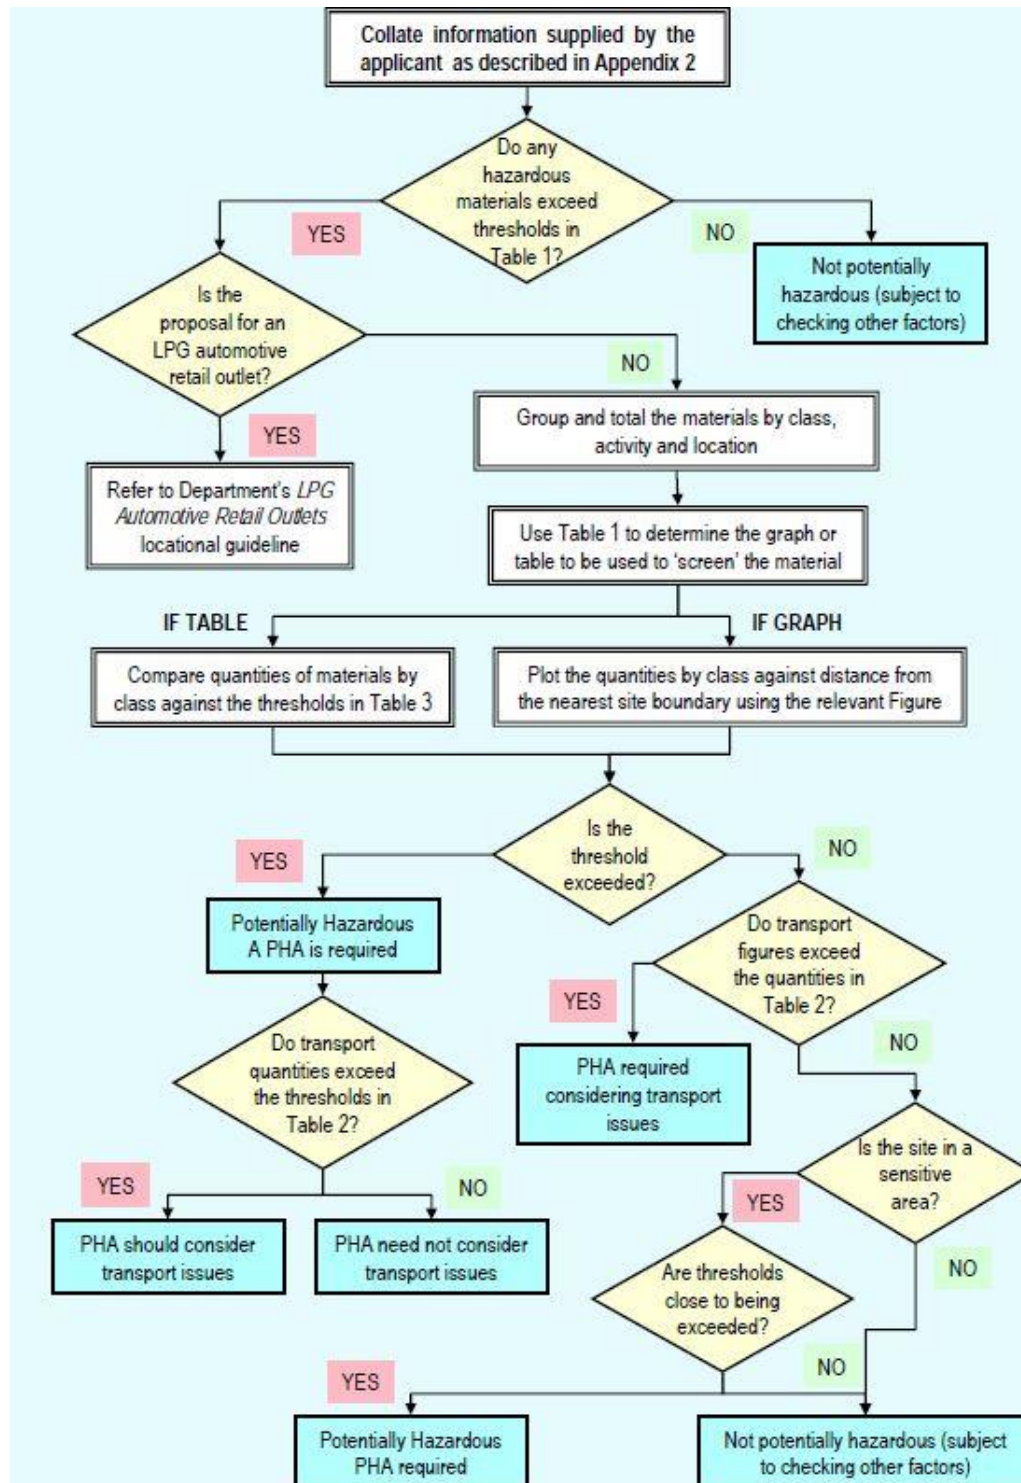 Collate information supplied by the
applicant as described in Appendix 2
Do any
hazardous
materials exceed
thresholds in
Table 1?
YES
NO
Not potentially
hazardous (subject to
checking other factors)
Is the
proposal for an
LPG automotive
retail outlet?
NO
YES
Group and total the materials by class,
activity and location
Refer to Department's LPG
Automotive Retail Outlets
locational guideline
Use Table 1 to determine the graph or
table to be used to 'screen' the material
IF TABLE
IF GRAPH
Compare quantities of materials by
class against the thresholds in Table 3
Plot the quantities by class against distance from
the nearest site boundary using the relevant Figure
Is the
threshold
exceeded?
YES
NO
Potentially Hazardous
A PHA is required
Do transport
figures exceed
the quantities in
Table 2?
YES
NO
Do transport
quantities exceed
the thresholds in
Table 2?
PHA required
considering transport
issues
Is the site in a
sensitive
area?
YES
NO
YES
NO
PHA should consider
transport issues
PHA need not consider
transport issues
Are thresholds
close to being
exceeded?
YES
NO
Potentially Hazardous
PHA required
Not potentially hazardous (subject
to checking other factors)